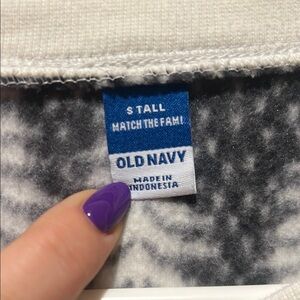 S TALL
MATCH THE FAM!
OLD NAVY
MADE IN
INDONESIA